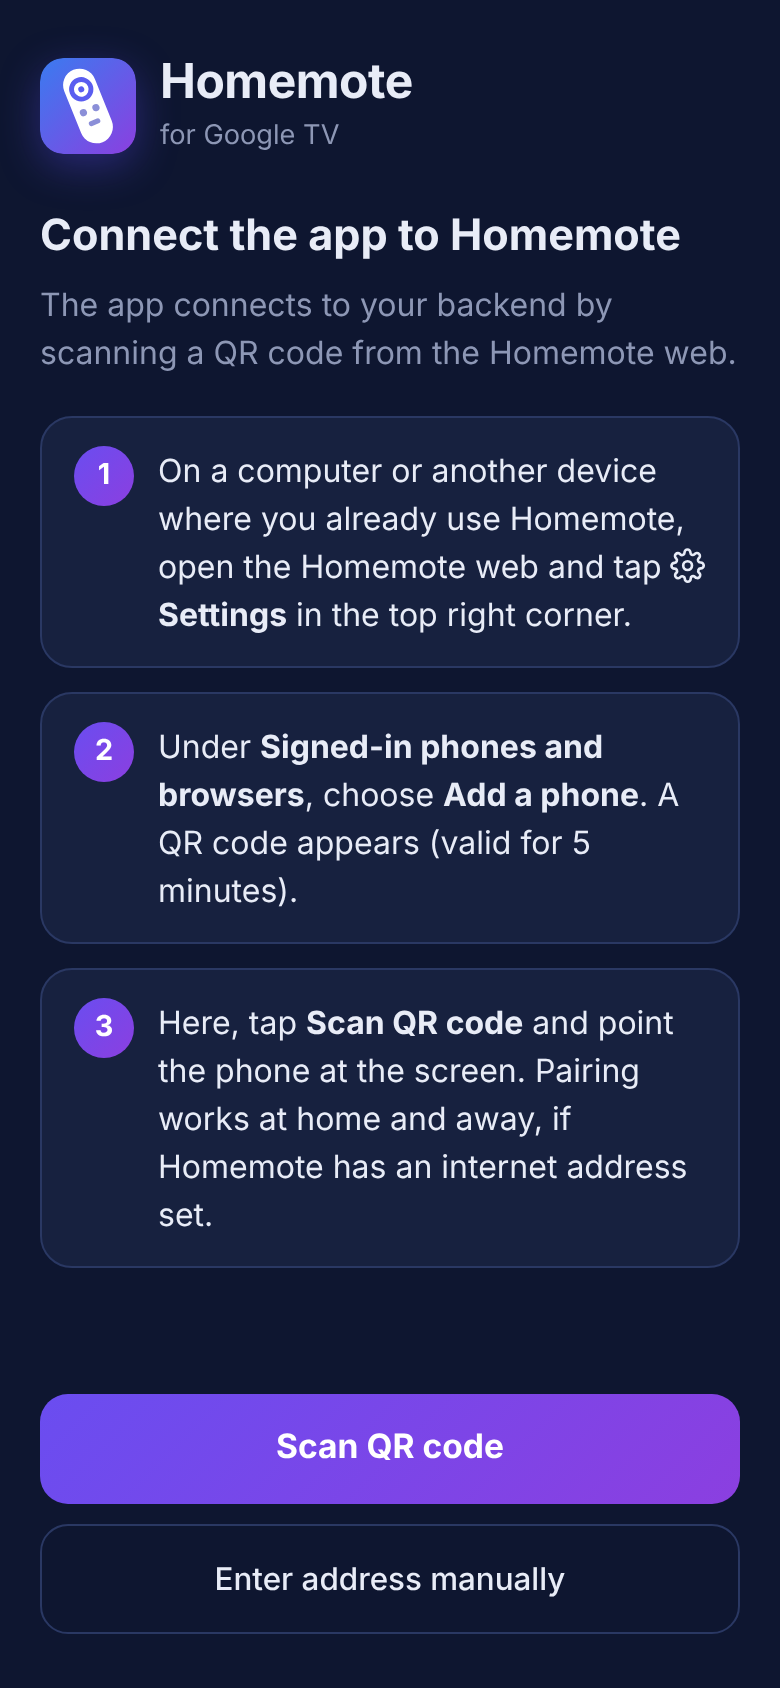 Homemote
for Google TV
Connect the app to Homemote
The app connects to your backend by
scanning a QR code from the Homemote web.
1
On a computer or another device
where you already use Homemote,
open the Homemote web and tap
Settings in the top right corner.
2
Under Signed-in phones and
browsers, choose Add a phone. A
QR code appears (valid for 5
minutes).
3
Here, tap Scan QR code and point
the phone at the screen. Pairing
works at home and away, if
Homemote has an internet address
set.
Scan QR code
Enter address manually